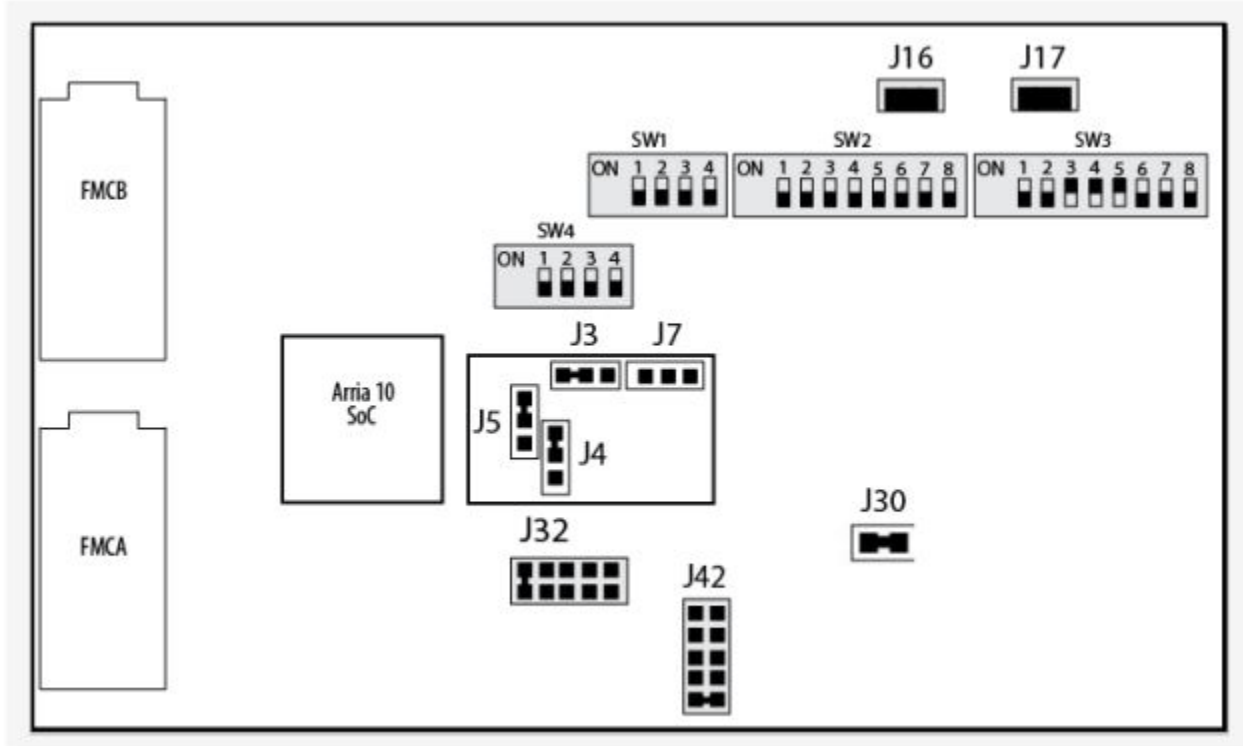 J16 J17
SW1 SW2 SW3
ON 1 2 3 4 ON 1 2 3 4 5 6 7 8 ON 1 2 3 4 5 6 7 8
FMCB
SW4
ON 1 2 3 4
J3 J7
Arria 10
SoC
J5
J4
J30
J32
FMCA
J42